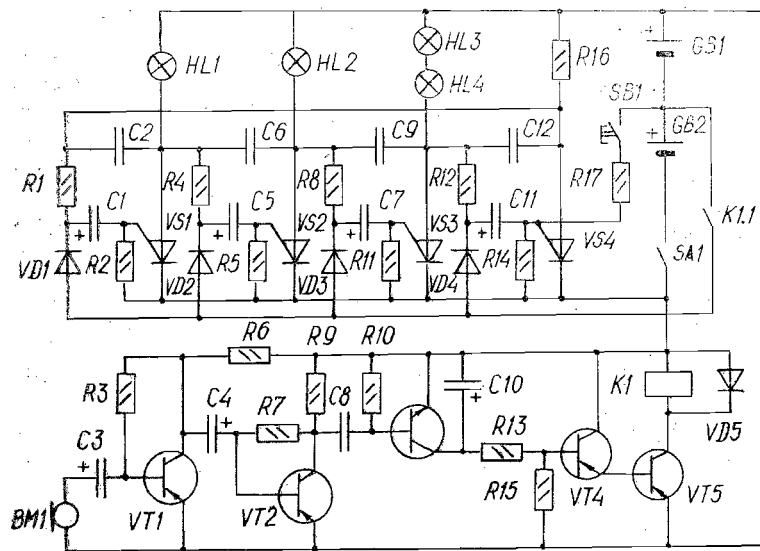 HL1
HL2
HL3
HL4
R16
GB1
SB1
C2
C6
C9
C12
GB2
R1
C1
R4
C5
R8
C7
R12
C11
R17
K1.1
VS1
VS2
VS3
VS4
VD1
R2
VD2
R5
VD3
R11
VD4
R14
SA1
R6
R9
R10
R3
C4
R7
C8
C10
K1
C3
R13
VD5
R15
BM1
VT1
VT2
VT4
VT5